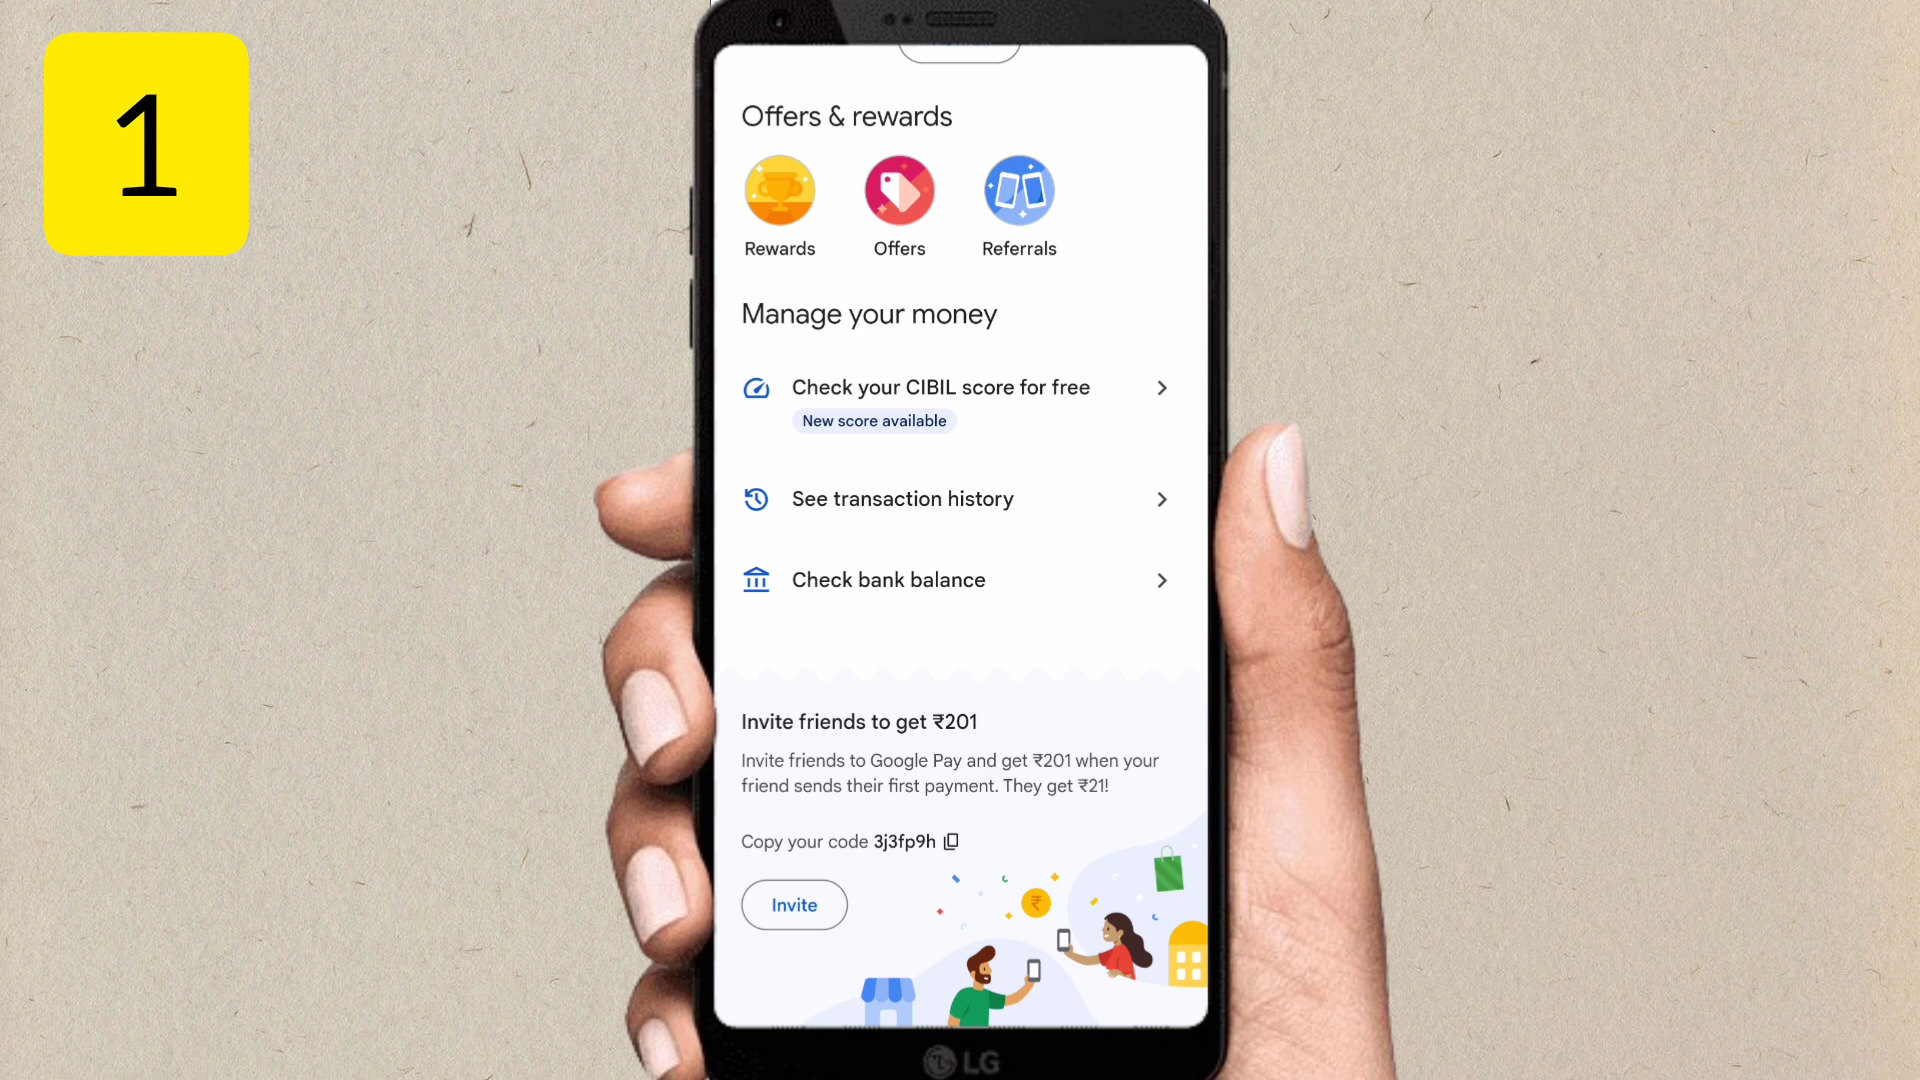 1
Offers & rewards
Rewards
Offers
Referrals
Manage your money
Check your CIBIL score for free
New score available
See transaction history
Check bank balance
Invite friends to get ₹201
Invite friends to Google Pay and get ₹201 when your
friend sends their first payment. They get ₹21!
Copy your code 3j3fp9h
Invite
₹
LG